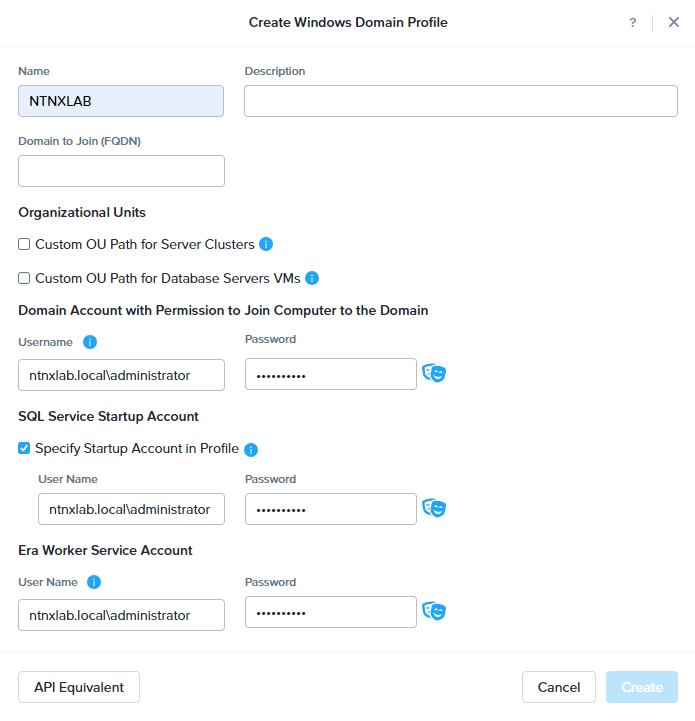 Create Windows Domain Profile ?
Name Description
NTNXLAB
Domain to Join (FQDN)
Organizational Units
Custom OU Path for Server Clusters i
Custom OU Path for Database Servers VMs i
Domain Account with Permission to Join Computer to the Domain
Username i Password
ntnxlab.local\administrator ••••••••••
SQL Service Startup Account
Specify Startup Account in Profile i
User Name Password
ntnxlab.local\administrator ••••••••••
Era Worker Service Account
User Name i Password
ntnxlab.local\administrator ••••••••••
API Equivalent Cancel Create